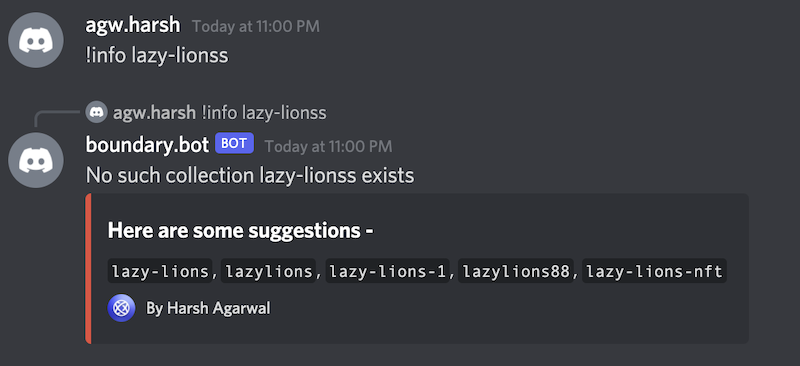 agw.harsh Today at 11:00 PM
!info lazy-lionss
agw.harsh !info lazy-lionss
boundary.bot BOT Today at 11:00 PM
No such collection lazy-lionss exists
Here are some suggestions -
lazy-lions, lazylions, lazy-lions-1, lazylions88, lazy-lions-nft
By Harsh Agarwal